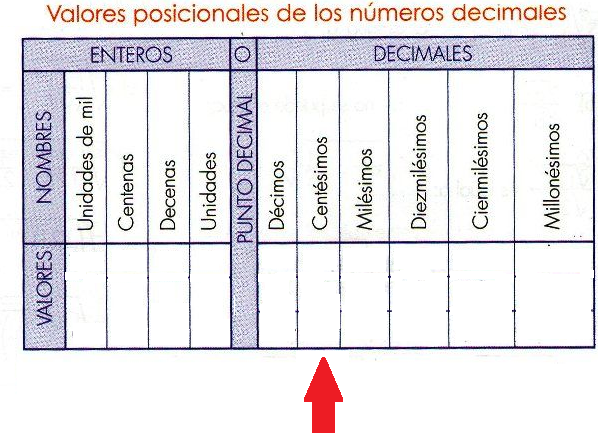 Valores posicionales de los números decimales
ENTEROS
O
DECIMALES
NOMBRES
Unidades de mil
Centenas
Decenas
Unidades
PUNTO DECIMAL
Décimos
Centésimos
Milésimos
Diezmilésimos
Cienmilésimos
Millonésimos
VALORES